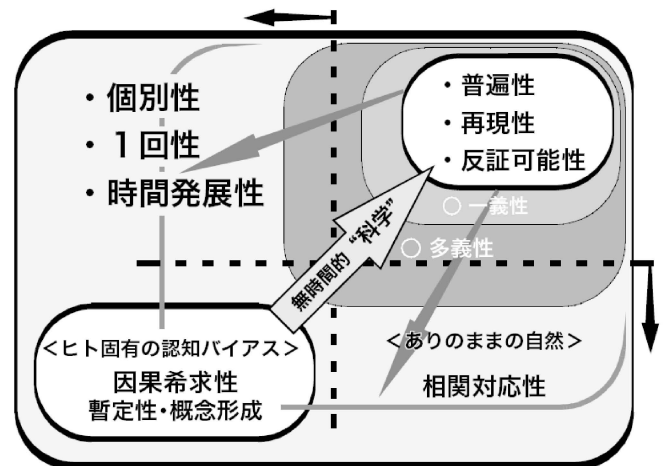 ・個別性
・１回性
・時間発展性
・普遍性
・再現性
・反証可能性
○ 一義性
○ 多義性
無時間的 “科学”
＜ヒト固有の認知バイアス＞
因果希求性
暫定性・概念形成
＜ありのままの自然＞
相関対応性